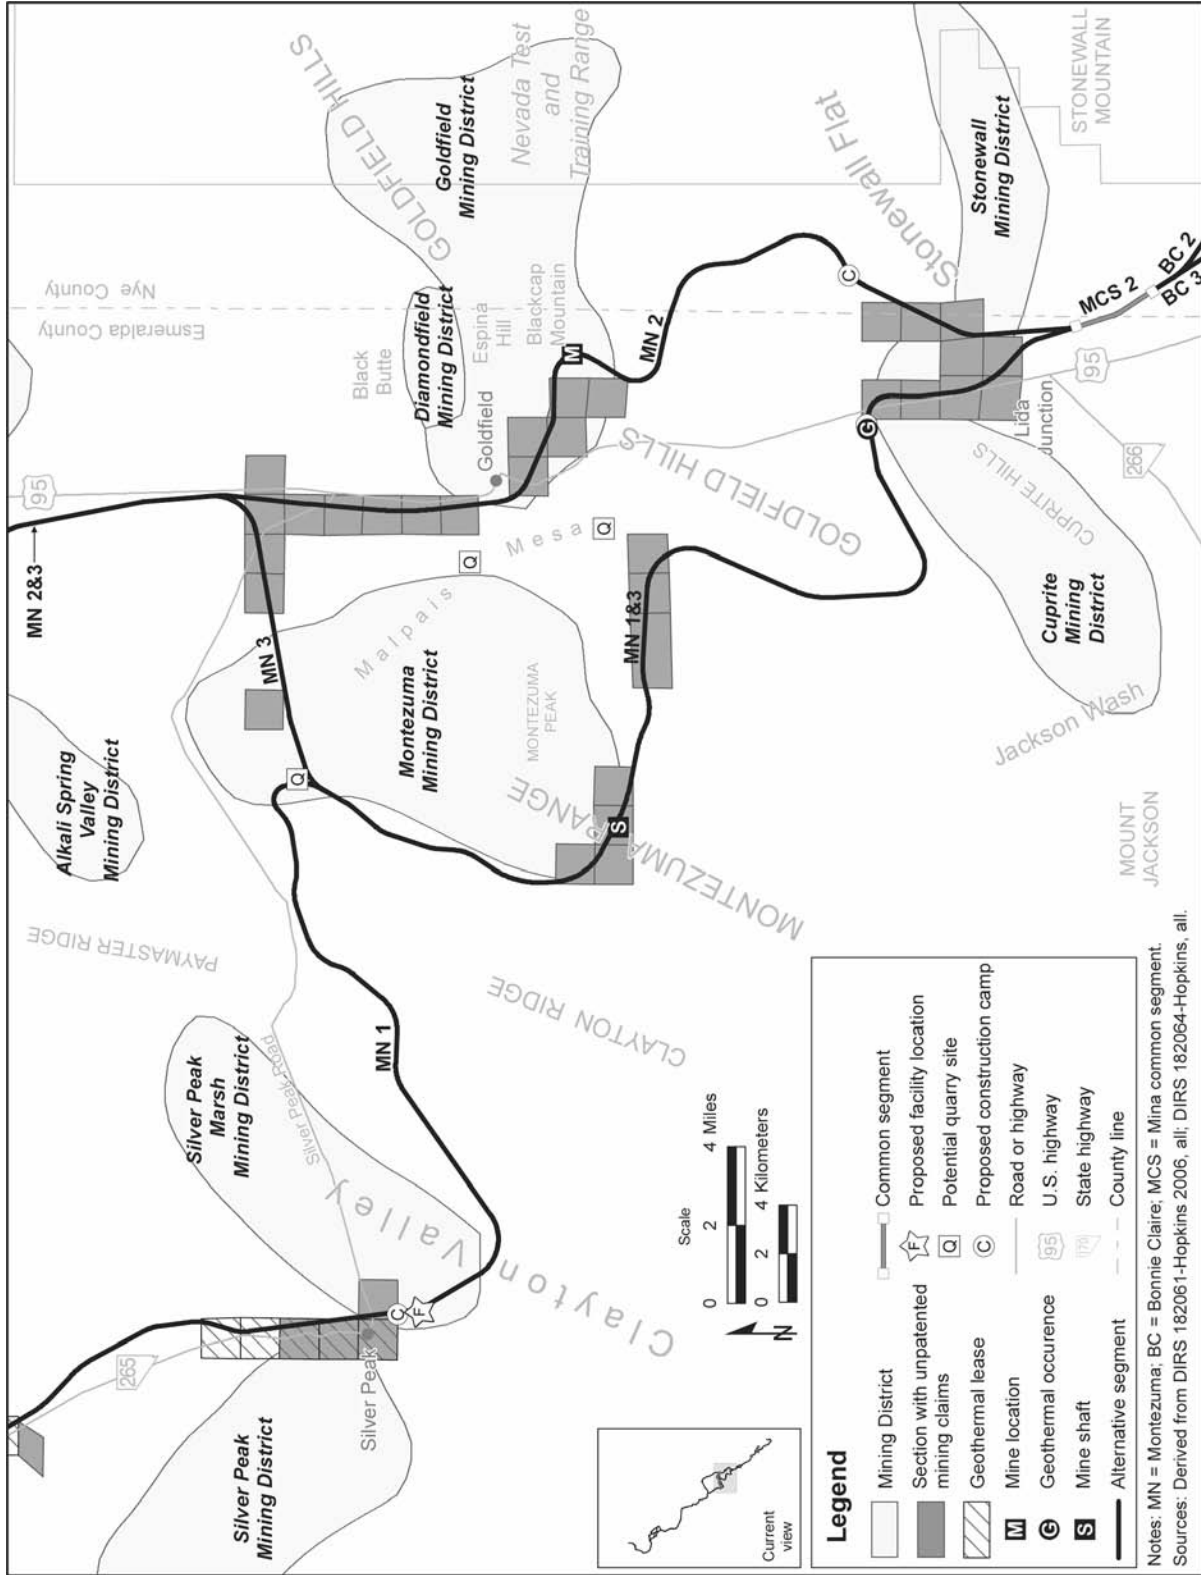 MN 2&3
95
Alkali Spring
Valley
Mining District
PAYMASTER RIDGE
Silver Peak
Marsh
Mining District
Silver Peak Road
265
Silver Peak
Mining District
Silver Peak
Clayton Valley
C
F
MN 1
CLAYTON RIDGE
MN 3
Q
Montezuma
Mining District
MONTEZUMA
PEAK
MONTEZUMA RANGE
S
Malpais Mesa
Q
Q
MN 1&3
Esmeralda County
Nye County
Black
Butte
Diamondfield
Mining District
Goldfield
Espina
Hill
Blackcap
Mountain
M
GOLDFIELD HILLS
Goldfield
Mining District
Nevada Test
and
Training Range
MN 2
GOLDFIELD HILLS
C
Stonewall Flat
Stonewall
Mining District
STONEWALL
MOUNTAIN
G
95
Lida
Junction
266
CUPRITE HILLS
Cuprite
Mining
District
Jackson Wash
MOUNT
JACKSON
MCS 2
BC 2
BC 3
Current
view
N
Scale
0 2 4 Miles
0 2 4 Kilometers
Legend
Mining District
Section with unpatented
mining claims
Geothermal lease
M Mine location
G Geothermal occurence
S Mine shaft
Alternative segment
Common segment
F Proposed facility location
Q Potential quarry site
C Proposed construction camp
Road or highway
95 U.S. highway
State highway
County line
Notes: MN = Montezuma; BC = Bonnie Claire; MCS = Mina common segment.
Sources: Derived from DIRS 182061-Hopkins 2006, all; DIRS 182064-Hopkins, all.